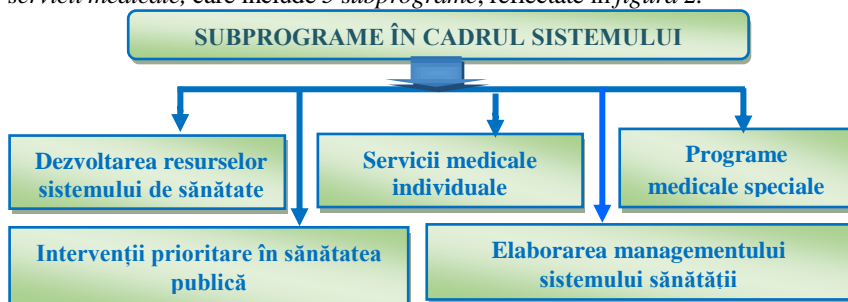 servicii medicale, care include 5 subprograme, reflectate în figura 2.
SUBPROGRAME ÎN CADRUL SISTEMULUI
Dezvoltarea resurselor
sistemului de sănătate
Servicii medicale
individuale
Programe
medicale speciale
Intervenții prioritare în sănătatea
publică
Elaborarea managementului
sistemului sănătății